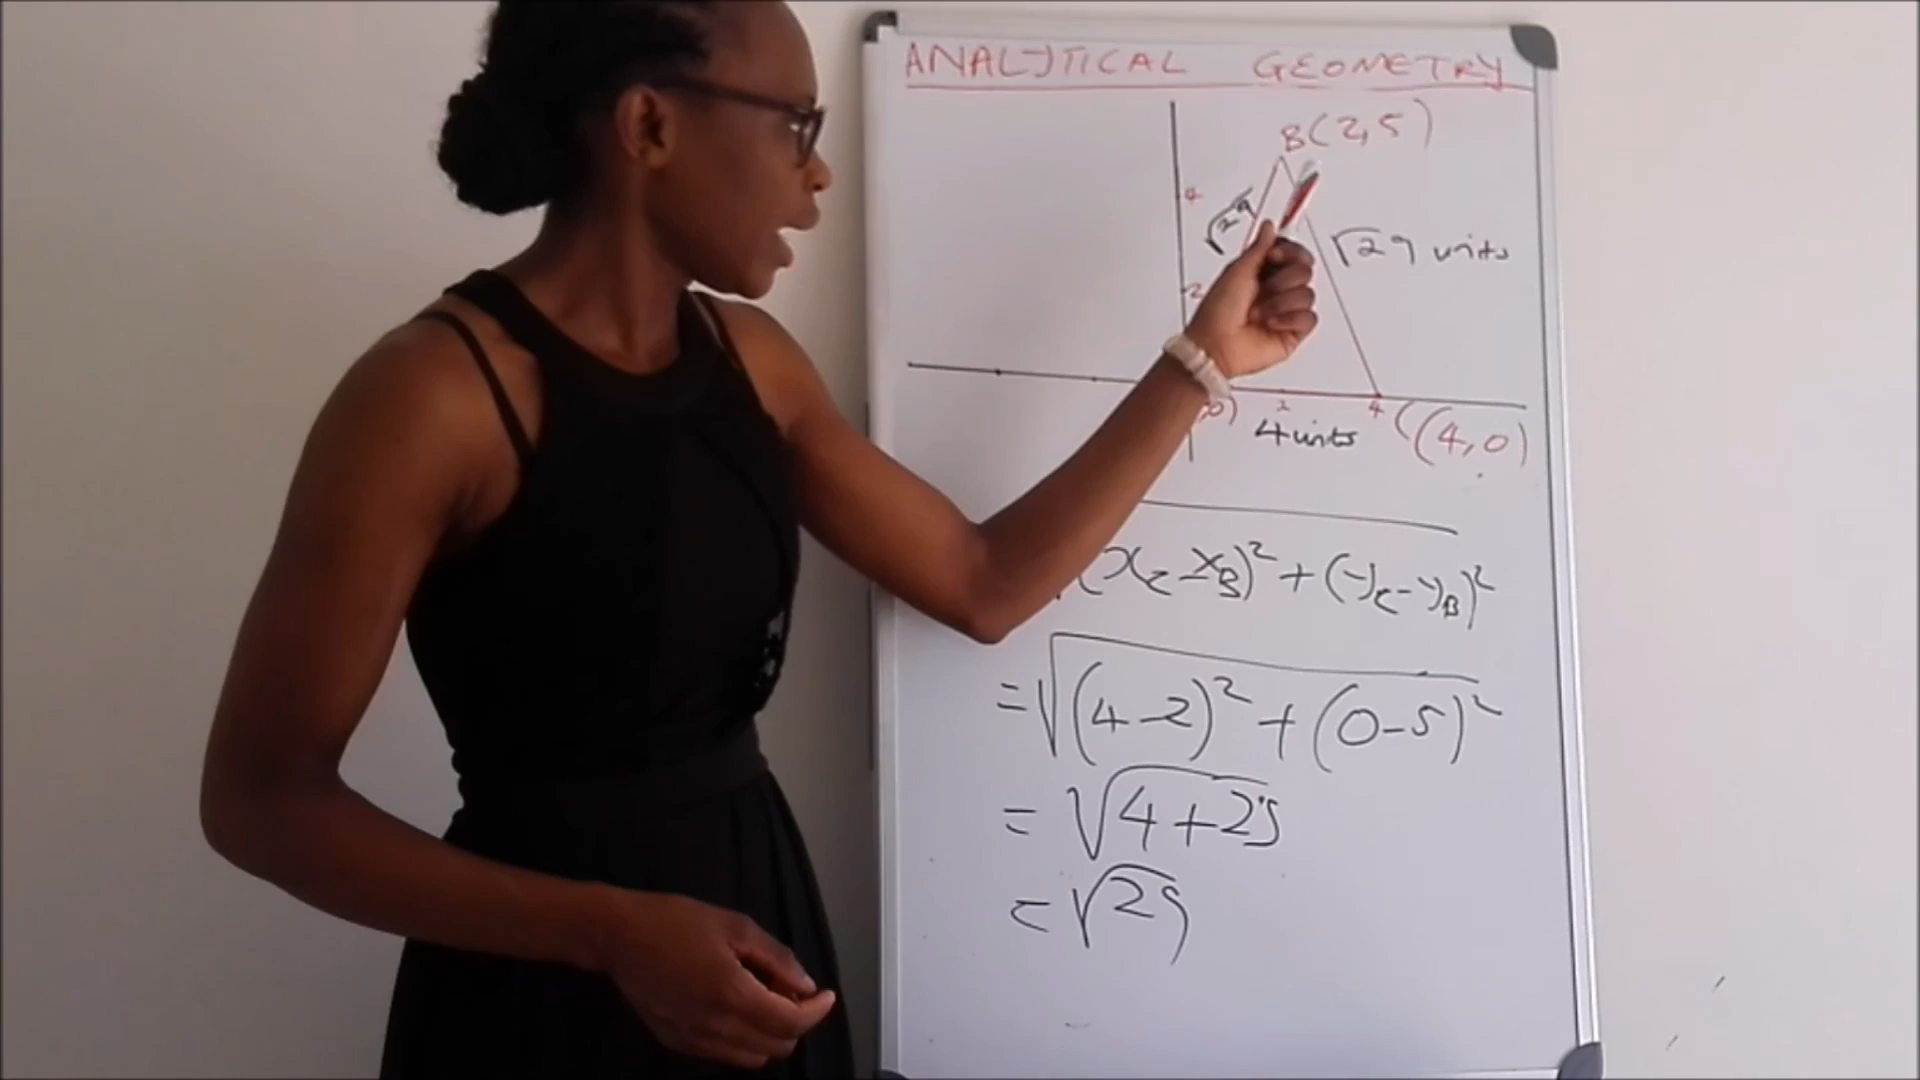 ANALYTICAL GEOMETRY
B(2,5)
4
√29
√29 units
2
0)
2
4
C(4,0)
4 units
(x_C-x_B)²+(y_C-y_B)²
=√(4-2)²+(0-5)²
=√4+25
=√29